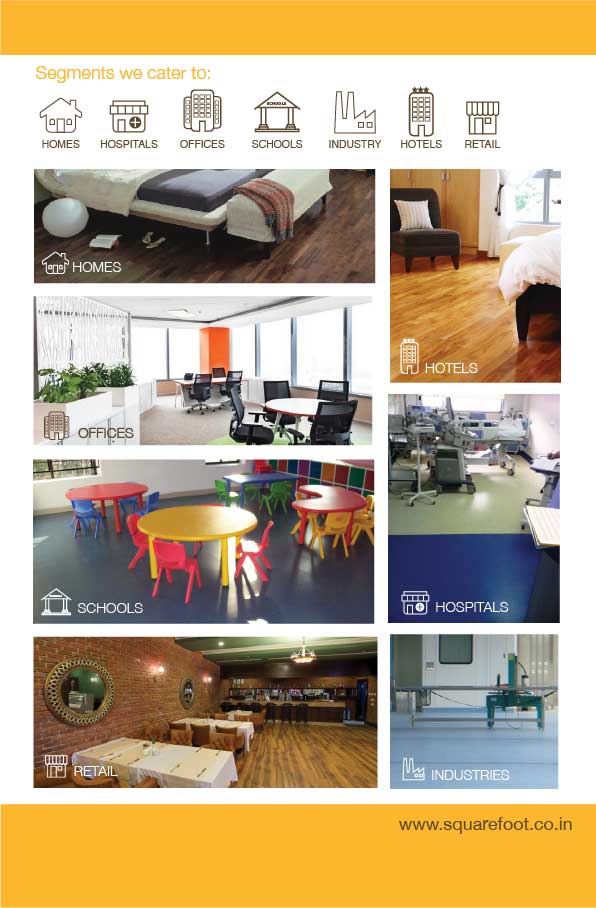 Segments we cater to:
SCHOOLS
HOMES HOSPITALS OFFICES SCHOOLS INDUSTRY HOTELS RETAIL
HOMES
HOTELS
OFFICES
SCHOOLS
HOSPITALS
RETAIL
INDUSTRIES
www.squarefoot.co.in